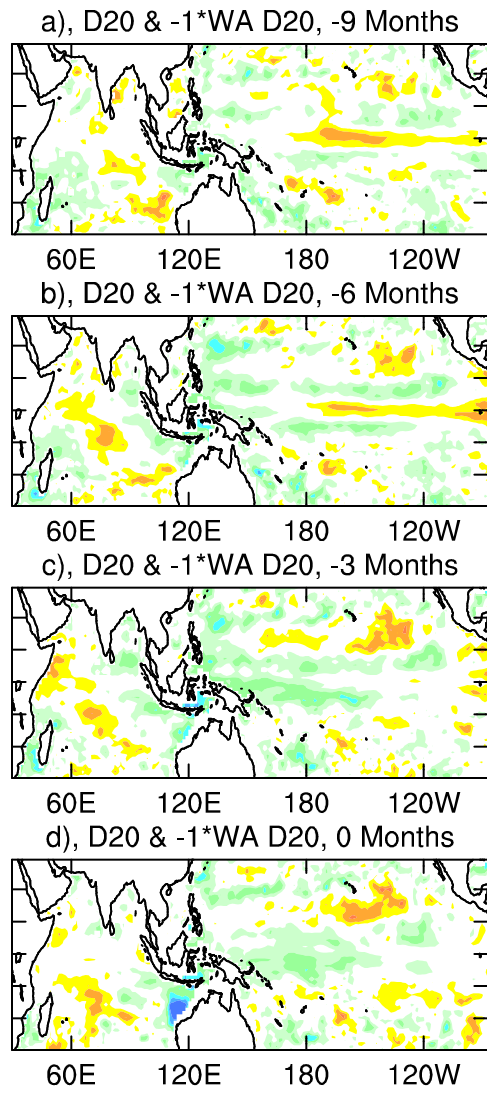 a), D20 & -1*WA D20, -9 Months
60E 120E 180 120W
b), D20 & -1*WA D20, -6 Months
60E 120E 180 120W
c), D20 & -1*WA D20, -3 Months
60E 120E 180 120W
d), D20 & -1*WA D20, 0 Months
60E 120E 180 120W